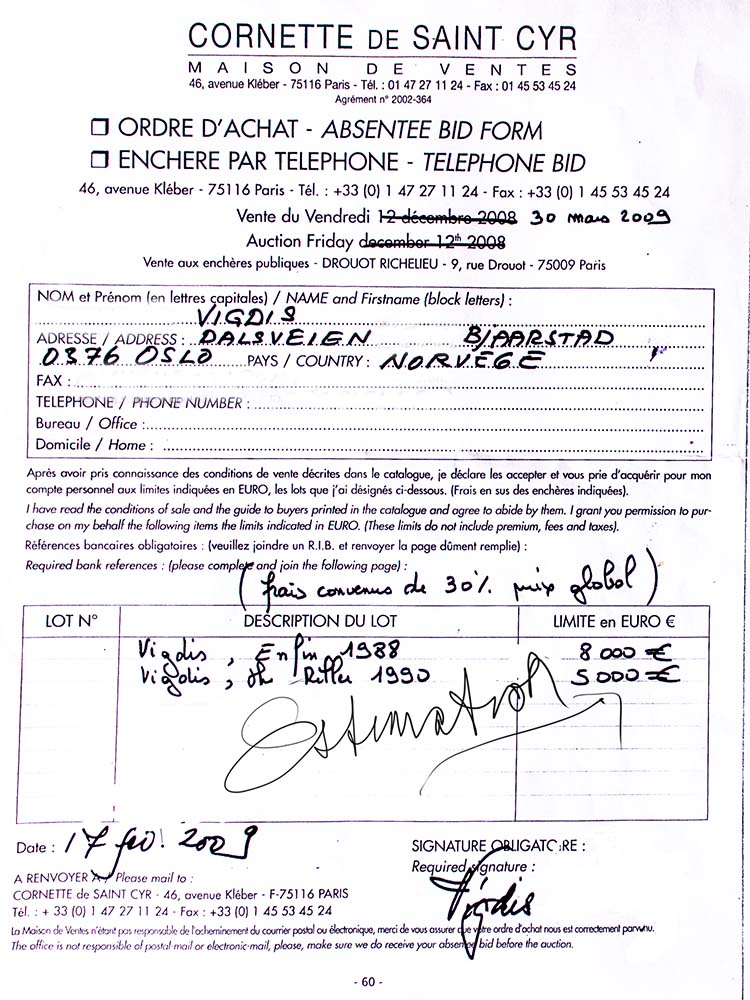 CORNETTE DE SAINT CYR
MAISON DE VENTES
46, avenue Kléber - 75116 Paris - Tél. : 01 47 27 11 24 - Fax : 01 45 53 45 24
Agrément n° 2002-364
ORDRE D'ACHAT - ABSENTEE BID FORM
ENCHERE PAR TELEPHONE - TELEPHONE BID
46, avenue Kléber - 75116 Paris - Tél. : +33 (0) 1 47 27 11 24 - Fax : +33 (0) 1 45 53 45 24
Vente du Vendredi 12 décembre 2008 30 mars 2009
Auction Friday december 12th 2008
Vente aux enchères publiques - DROUOT RICHELIEU - 9, rue Drouot - 75009 Paris
NOM et Prénom (en lettres capitales) / NAME and Firstname (block letters) :
VIGDIS
ADRESSE / ADDRESS : DALSVEIEN BJAARSTAD
0376 OSLO PAYS / COUNTRY : NORVÈGE
FAX :
TELEPHONE / PHONE NUMBER :
Bureau / Office :
Domicile / Home :
Après avoir pris connaissance des conditions de vente décrites dans le catalogue, je déclare les accepter et vous prie d'acquérir pour mon
compte personnel aux limites indiquées en EURO, les lots que j'ai désignés ci-dessous. (Frais en sus des enchères indiquées).
I have read the conditions of sale and the guide to buyers printed in the catalogue and agree to abide by them. I grant you permission to pur-
chase on my behalf the following items the limits indicated in EURO. (These limits do not include premium, fees and taxes).
Références bancaires obligatoires : (veuillez joindre un R.I.B. et renvoyer la page dûment remplie) :
Required bank references : (please complete and join the following page) :
(frais convenus de 30% prix global)
LOT N° DESCRIPTION DU LOT LIMITE en EURO €
Vigdis, Enfin 1988 8 000 €
Vigdis, 1990 5 000 €
Estimation
Date : 17 fev. 2009
SIGNATURE OBLIGATOIRE :
Required signature :
Vigdis
A RENVOYER A / Please mail to :
CORNETTE de SAINT CYR - 46, avenue Kléber - F-75116 PARIS
Tél. : + 33 (0) 1 47 27 11 24 - Fax : +33 (0) 1 45 53 45 24
La Maison de Ventes n'étant pas responsable de l'acheminement du courrier postal ou électronique, merci de vous assurer que votre ordre d'achat nous est correctement parvenu.
The office is not responsible of postal-mail or electronic-mail, please, make sure we do receive your absentee bid before the auction.
- 60 -